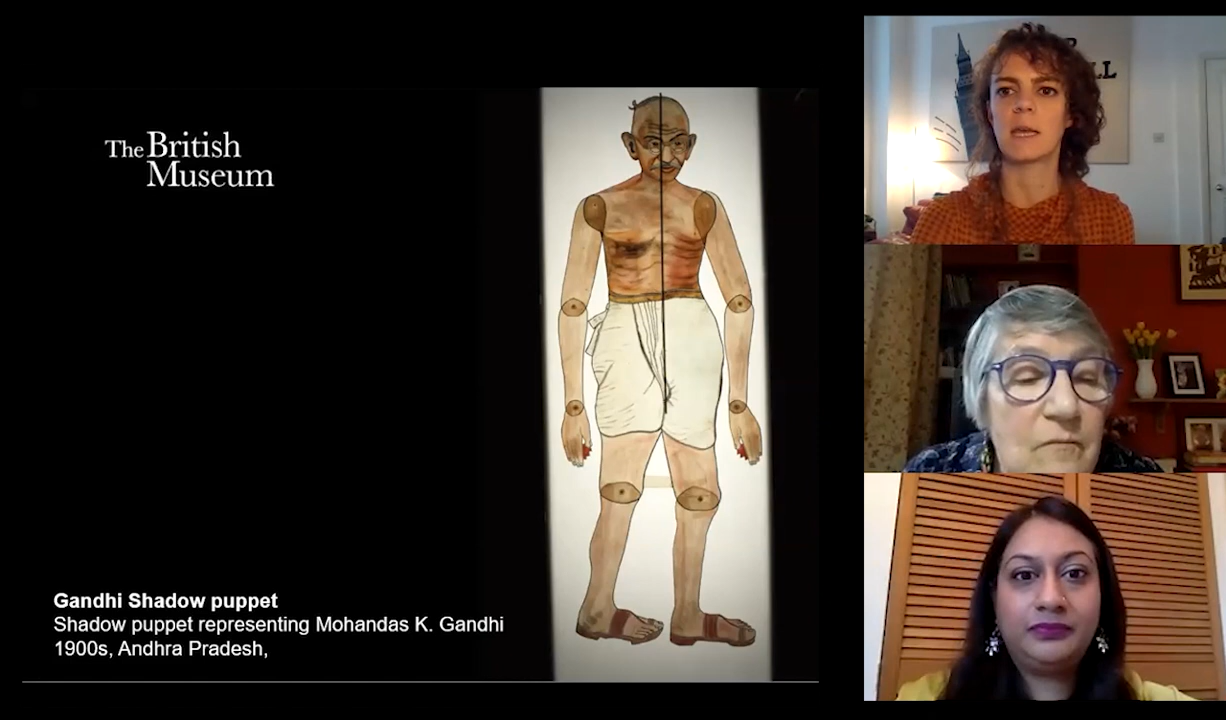 The British
Museum
Gandhi Shadow puppet
Shadow puppet representing Mohandas K. Gandhi
1900s, Andhra Pradesh,